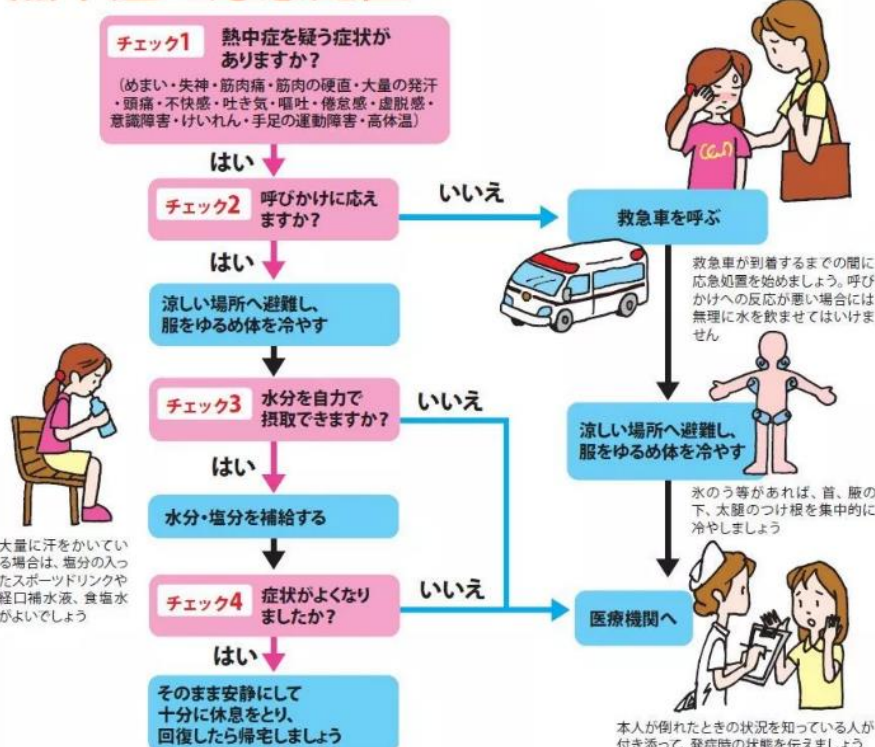 チェック1 熱中症を疑う症状が
ありますか？
（めまい・失神・筋肉痛・筋肉の硬直・大量の発汗
・頭痛・不快感・吐き気・嘔吐・倦怠感・虚脱感・
意識障害・けいれん・手足の運動障害・高体温）
はい
チェック2 呼びかけに応え
ますか？
いいえ
救急車を呼ぶ
救急車が到着するまでの間に
応急処置を始めましょう。呼び
かけへの反応が悪い場合には
無理に水を飲ませてはいけま
せん
はい
涼しい場所へ避難し、
服をゆるめ体を冷やす
チェック3 水分を自力で
摂取できますか？
いいえ
涼しい場所へ避難し、
服をゆるめ体を冷やす
氷のう等があれば、首、腋の
下、太腿のつけ根を集中的に
冷やしましょう
はい
水分・塩分を補給する
大量に汗をかいてい
る場合は、塩分の入っ
たスポーツドリンクや
経口補水液、食塩水
がよいでしょう
チェック4 症状がよくなり
ましたか？
いいえ
医療機関へ
はい
そのまま安静にして
十分に休息をとり、
回復したら帰宅しましょう
本人が倒れたときの状況を知っている人が
付き添って、発症時の状態を伝えましょう